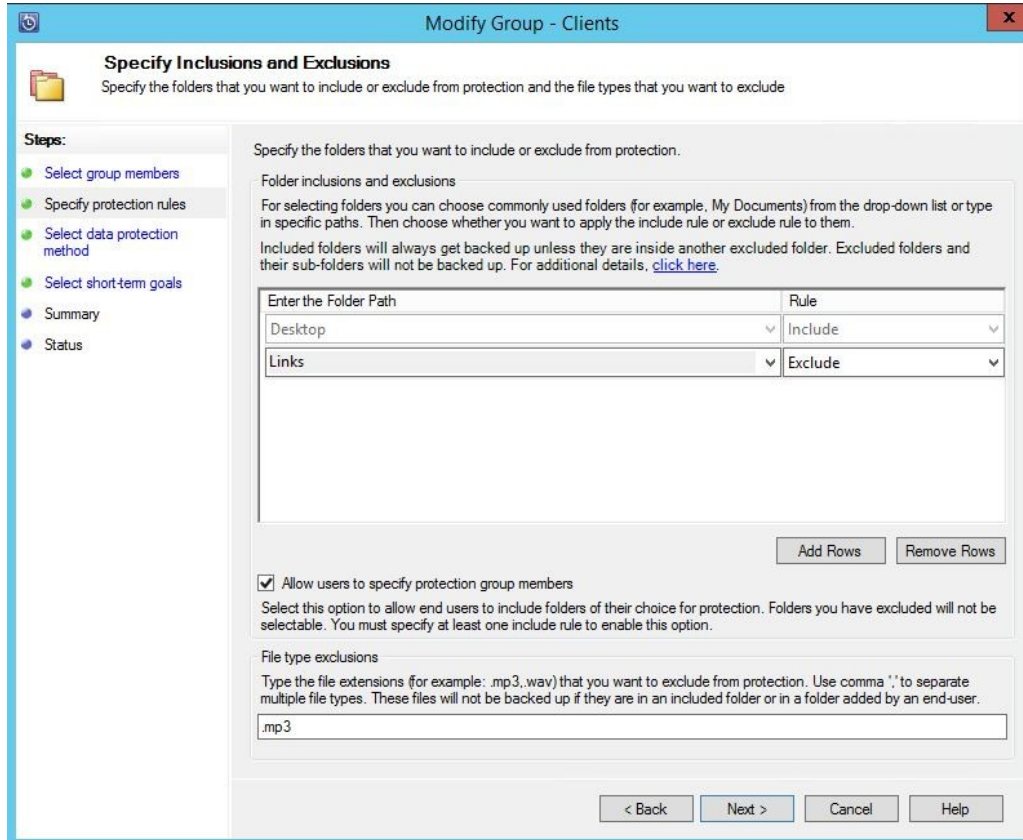 Modify Group - Clients
x
Specify Inclusions and Exclusions
Specify the folders that you want to include or exclude from protection and the file types that you want to exclude
Steps:
Select group members
Specify protection rules
Select data protection
method
Select short-term goals
Summary
Status
Specify the folders that you want to include or exclude from protection.
Folder inclusions and exclusions
For selecting folders you can choose commonly used folders (for example, My Documents) from the drop-down list or type
in specific paths. Then choose whether you want to apply the include rule or exclude rule to them.
Included folders will always get backed up unless they are inside another excluded folder. Excluded folders and
their sub-folders will not be backed up. For additional details, click here.
Enter the Folder Path Rule
Desktop Include
Links Exclude
Add Rows Remove Rows
Allow users to specify protection group members
Select this option to allow end users to include folders of their choice for protection. Folders you have excluded will not be
selectable. You must specify at least one include rule to enable this option.
File type exclusions
Type the file extensions (for example: .mp3,.wav) that you want to exclude from protection. Use comma ',' to separate
multiple file types. These files will not be backed up if they are in an included folder or in a folder added by an end-user.
.mp3
< Back Next > Cancel Help